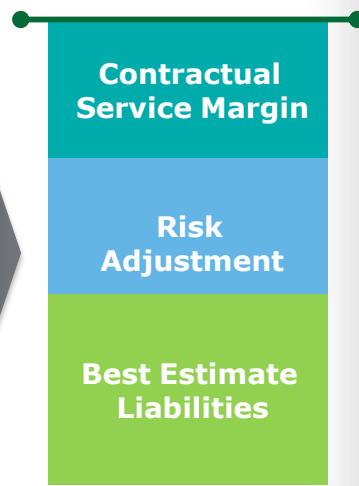 Contractual
Service Margin
Risk
Adjustment
Best Estimate
Liabilities